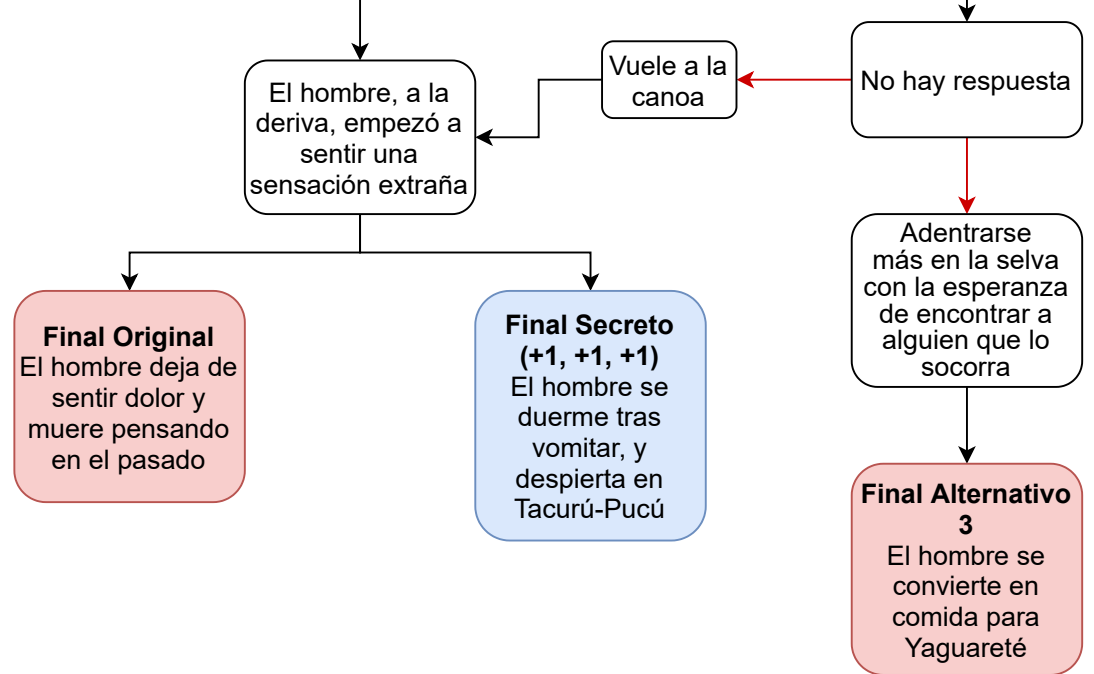 El hombre, a la
deriva, empezó a
sentir una
sensación extraña
Vuele a la
canoa
No hay respuesta
Adentrarse
más en la selva
con la esperanza
de encontrar a
alguien que lo
socorra
Final Original
El hombre deja de
sentir dolor y
muere pensando
en el pasado
Final Secreto
(+1, +1, +1)
El hombre se
duerme tras
vomitar, y
despierta en
Tacurú-Pucú
Final Alternativo
3
El hombre se
convierte en
comida para
Yaguareté